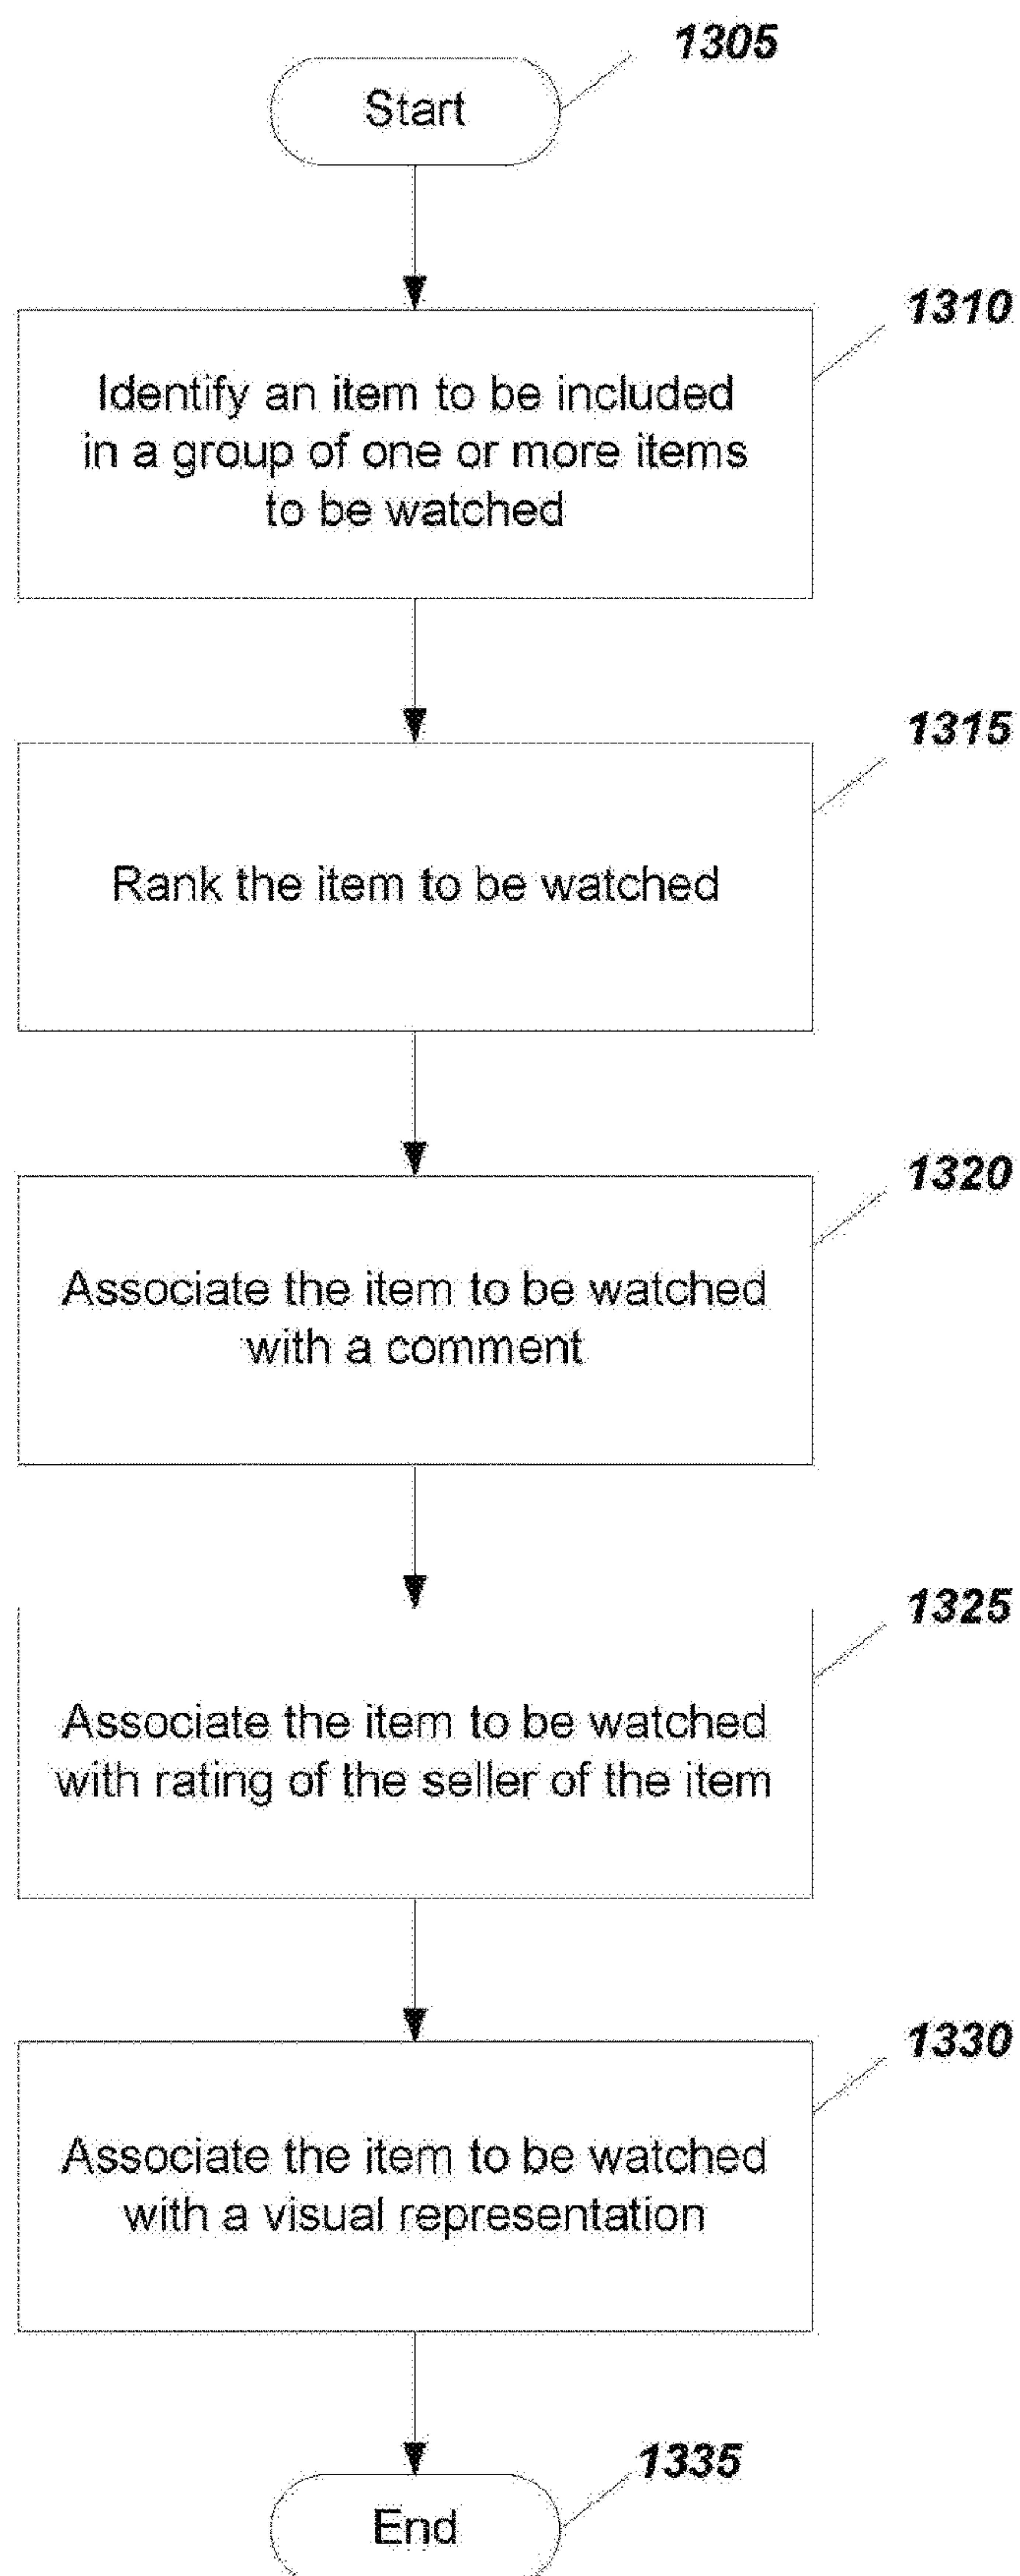 1305
Start
1310
Identify an item to be included
in a group of one or more items
to be watched
1315
Rank the item to be watched
1320
Associate the item to be watched
with a comment
1325
Associate the item to be watched
with rating of the seller of the item
1330
Associate the item to be watched
with a visual representation
1335
End